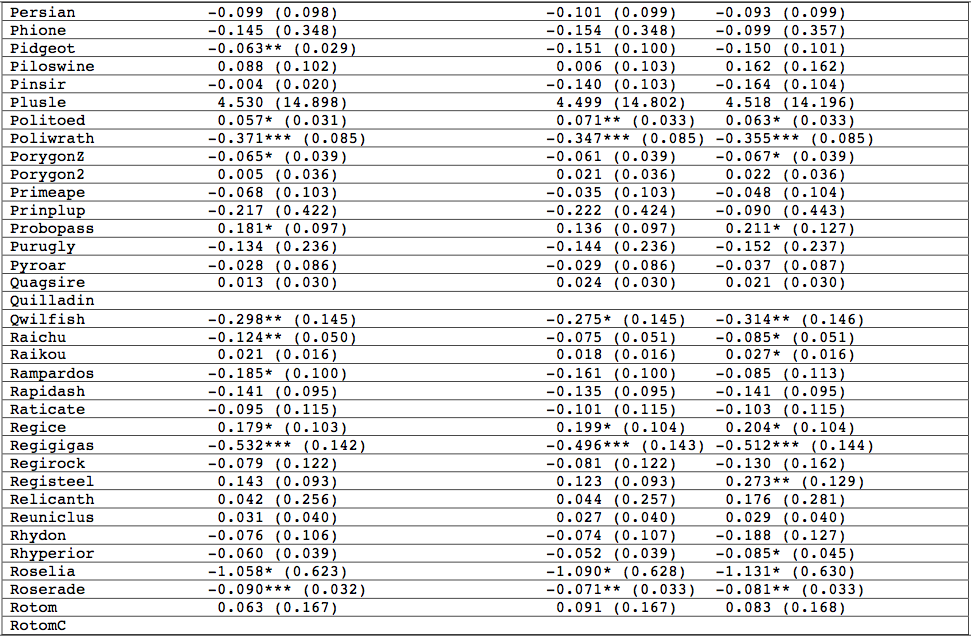 Persian -0.099 (0.098) -0.101 (0.099) -0.093 (0.099)
Phione -0.145 (0.348) -0.154 (0.348) -0.099 (0.357)
Pidgeot -0.063** (0.029) -0.151 (0.100) -0.150 (0.101)
Piloswine 0.088 (0.102) 0.006 (0.103) 0.162 (0.162)
Pinsir -0.004 (0.020) -0.140 (0.103) -0.164 (0.104)
Plusle 4.530 (14.898) 4.499 (14.802) 4.518 (14.196)
Politoed 0.057* (0.031) 0.071** (0.033) 0.063* (0.033)
Poliwrath -0.371*** (0.085) -0.347*** (0.085) -0.355*** (0.085)
PorygonZ -0.065* (0.039) -0.061 (0.039) -0.067* (0.039)
Porygon2 0.005 (0.036) 0.021 (0.036) 0.022 (0.036)
Primeape -0.068 (0.103) -0.035 (0.103) -0.048 (0.104)
Prinplup -0.217 (0.422) -0.222 (0.424) -0.090 (0.443)
Probopass 0.181* (0.097) 0.136 (0.097) 0.211* (0.127)
Purugly -0.134 (0.236) -0.144 (0.236) -0.152 (0.237)
Pyroar -0.028 (0.086) -0.029 (0.086) -0.037 (0.087)
Quagsire 0.013 (0.030) 0.024 (0.030) 0.021 (0.030)
Quilladin
Qwilfish -0.298** (0.145) -0.275* (0.145) -0.314** (0.146)
Raichu -0.124** (0.050) -0.075 (0.051) -0.085* (0.051)
Raikou 0.021 (0.016) 0.018 (0.016) 0.027* (0.016)
Rampardos -0.185* (0.100) -0.161 (0.100) -0.085 (0.113)
Rapidash -0.141 (0.095) -0.135 (0.095) -0.141 (0.095)
Raticate -0.095 (0.115) -0.101 (0.115) -0.103 (0.115)
Regice 0.179* (0.103) 0.199* (0.104) 0.204* (0.104)
Regigigas -0.532*** (0.142) -0.496*** (0.143) -0.512*** (0.144)
Regirock -0.079 (0.122) -0.081 (0.122) -0.130 (0.162)
Registeel 0.143 (0.093) 0.123 (0.093) 0.273** (0.129)
Relicanth 0.042 (0.256) 0.044 (0.257) 0.176 (0.281)
Reuniclus 0.031 (0.040) 0.027 (0.040) 0.029 (0.040)
Rhydon -0.076 (0.106) -0.074 (0.107) -0.188 (0.127)
Rhyperior -0.060 (0.039) -0.052 (0.039) -0.085* (0.045)
Roselia -1.058* (0.623) -1.090* (0.628) -1.131* (0.630)
Roserade -0.090*** (0.032) -0.071** (0.033) -0.081** (0.033)
Rotom 0.063 (0.167) 0.091 (0.167) 0.083 (0.168)
RotomC